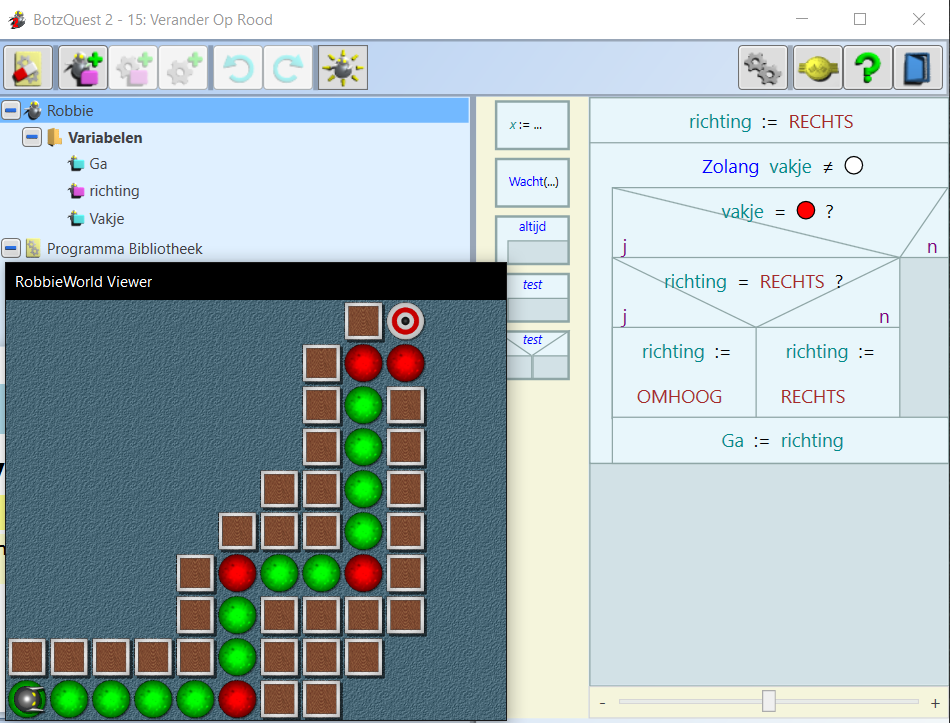 BotzQuest 2 - 15: Verander Op Rood
Robbie
Variabelen
Ga
richting
Vakje
Programma Bibliotheek
RobbieWorld Viewer
x := ...
Wacht(...)
altijd
test
test
richting := RECHTS
Zolang vakje ≠
vakje = ?
j n
richting = RECHTS ?
j n
richting := richting :=
OMHOOG RECHTS
Ga := richting
- +